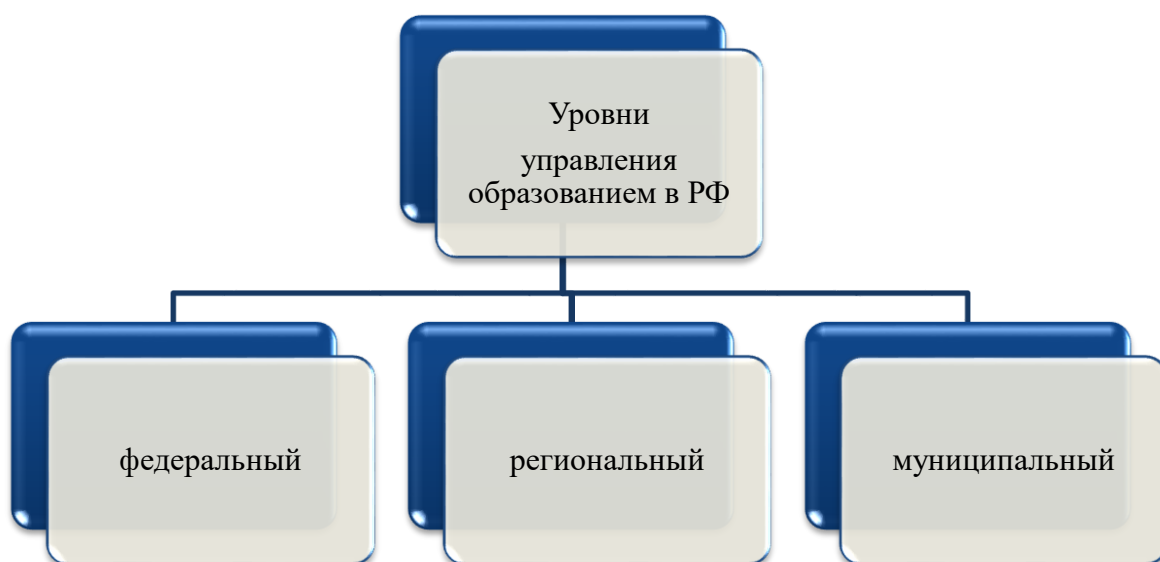 Уровни
управления
образованием в РФ
федеральный
региональный
муниципальный